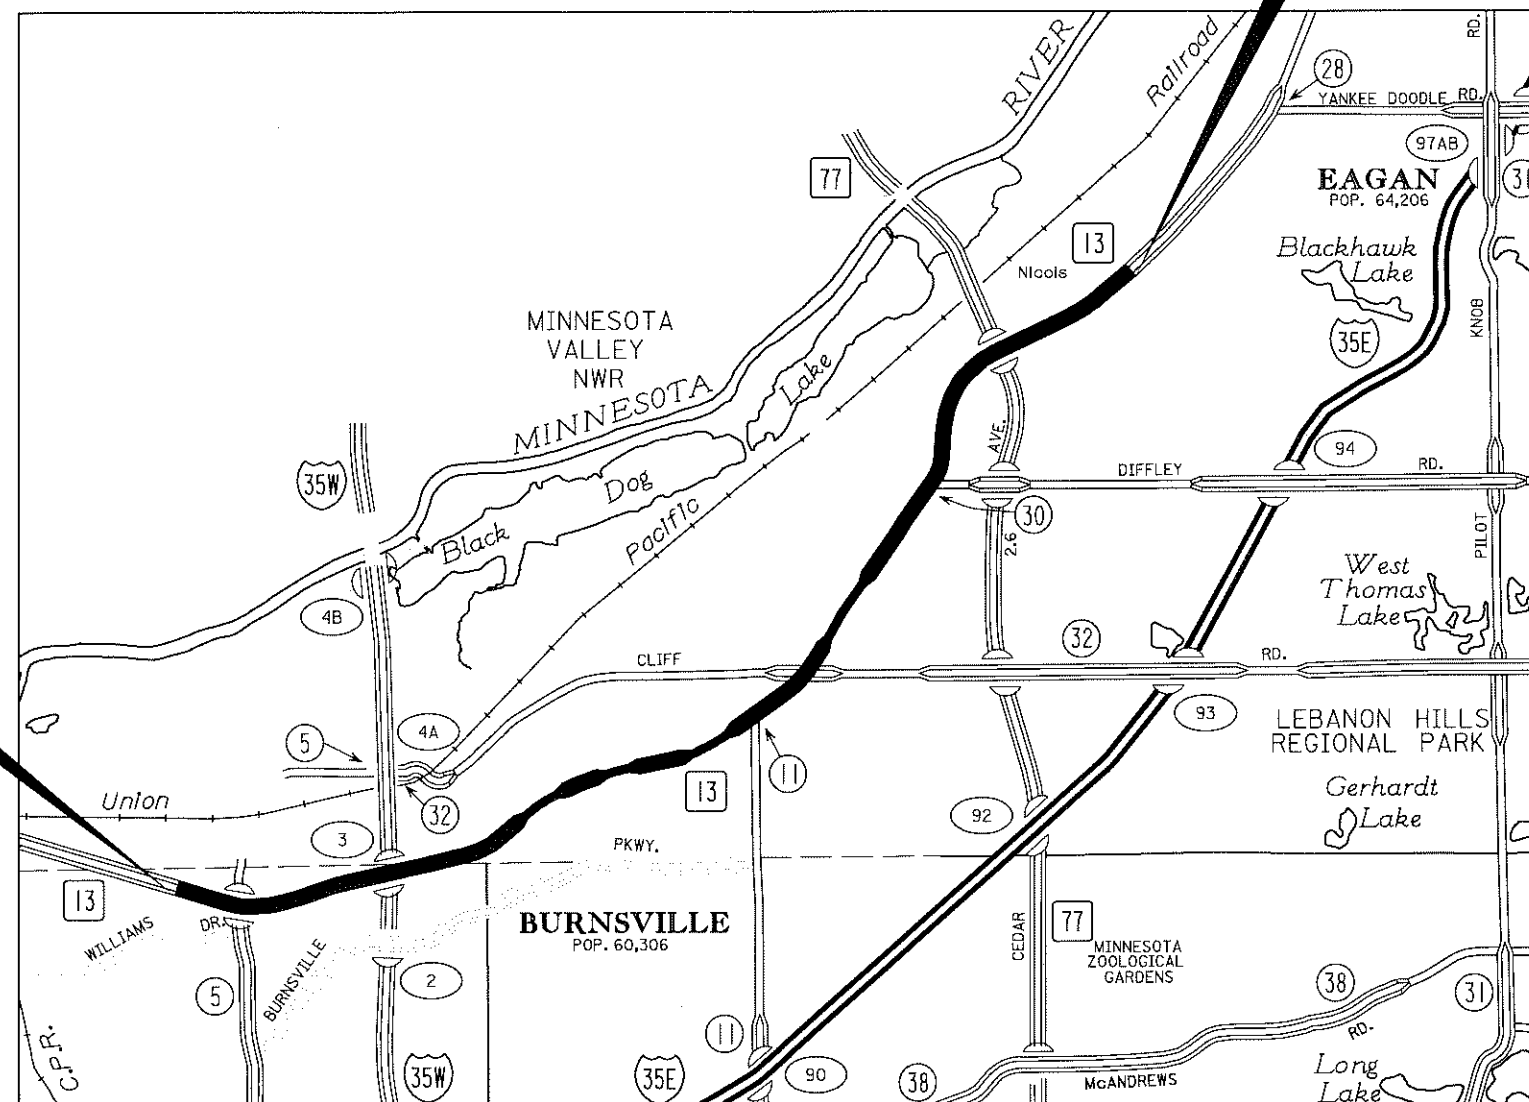 RD.
RIVER
Railroad
28
YANKEE DOODLE RD.
97AB
77
EAGAN
POP. 64,206
31
13
Blackhawk
Lake
Nicols
KNOB
MINNESOTA
VALLEY
NWR
35E
MINNESOTA
Lake
AVE.
94
35W
DIFFLEY
RD.
Dog
30
Black
Pacific
2.6
PILOT
West
Thomas
Lake
4B
32
CLIFF
RD.
93
LEBANON HILLS
REGIONAL PARK
4A
5
11
13
Gerhardt
Lake
Union
32
92
3
PKWY.
13
WILLIAMS
DR.
BURNSVILLE
POP. 60,306
CEDAR
77
MINNESOTA
ZOOLOGICAL
GARDENS
BURNSVILLE
2
5
38
31
C.P.R.
11
RD.
35W
35E
90
38
McANDREWS
Long
Lake